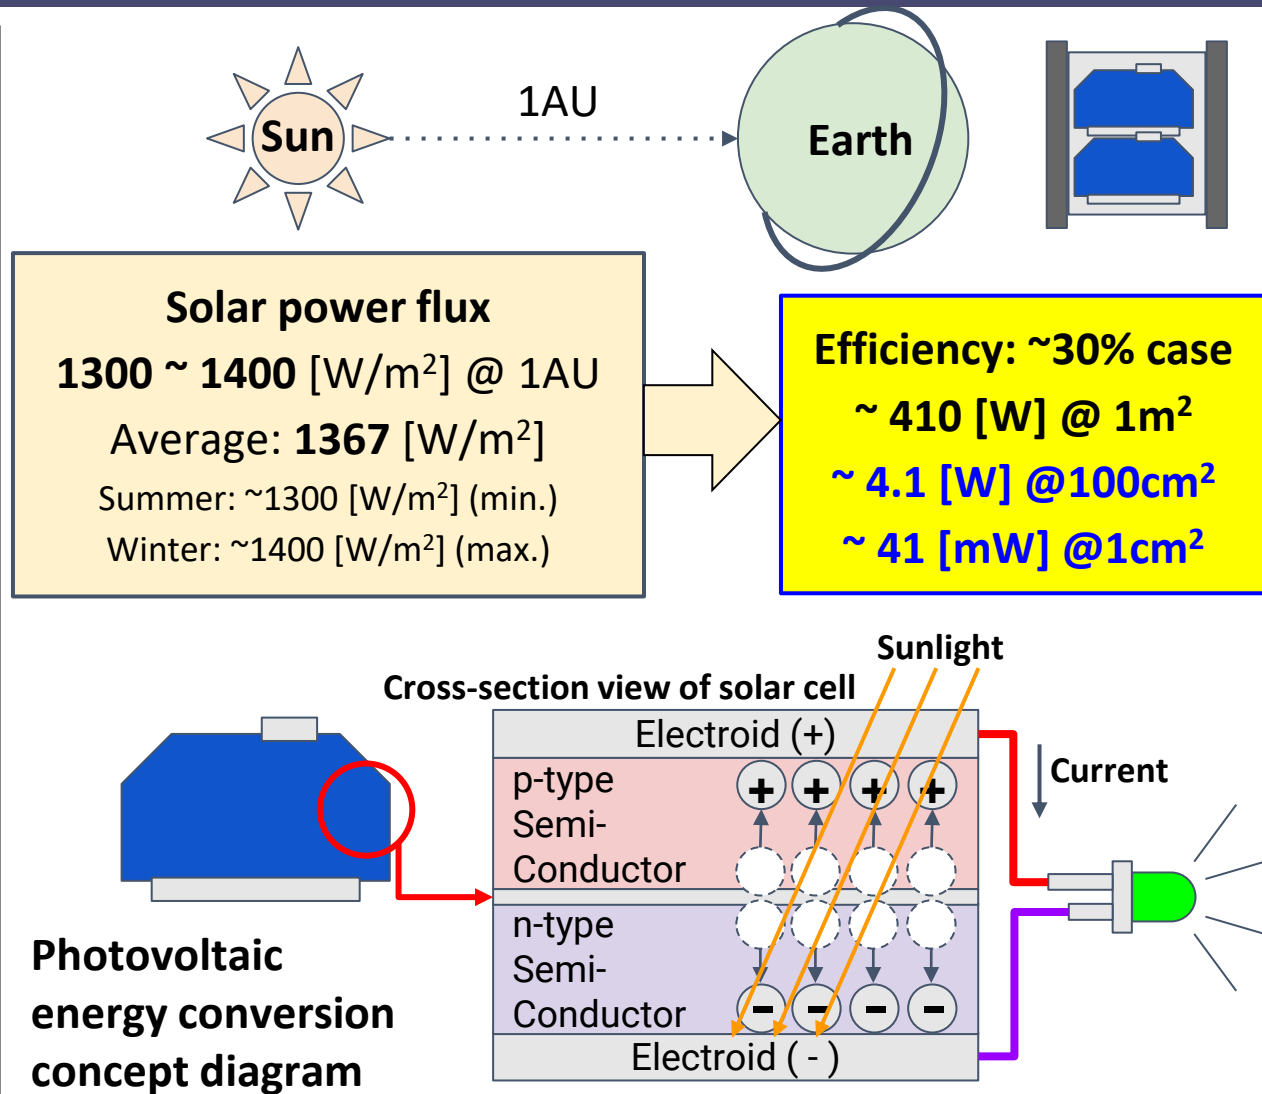 Sun
1AU
Earth
Solar power flux
1300 ~ 1400 [W/m²] @ 1AU
Average: 1367 [W/m²]
Summer: ~1300 [W/m²] (min.)
Winter: ~1400 [W/m²] (max.)
Efficiency: ~30% case
~ 410 [W] @ 1m²
~ 4.1 [W] @100cm²
~ 41 [mW] @1cm²
Sunlight
Cross-section view of solar cell
Electroid (+)
p-type
Semi-
Conductor
+ + + +
Current
n-type
Semi-
Conductor
- - - -
Electroid ( - )
Photovoltaic
energy conversion
concept diagram